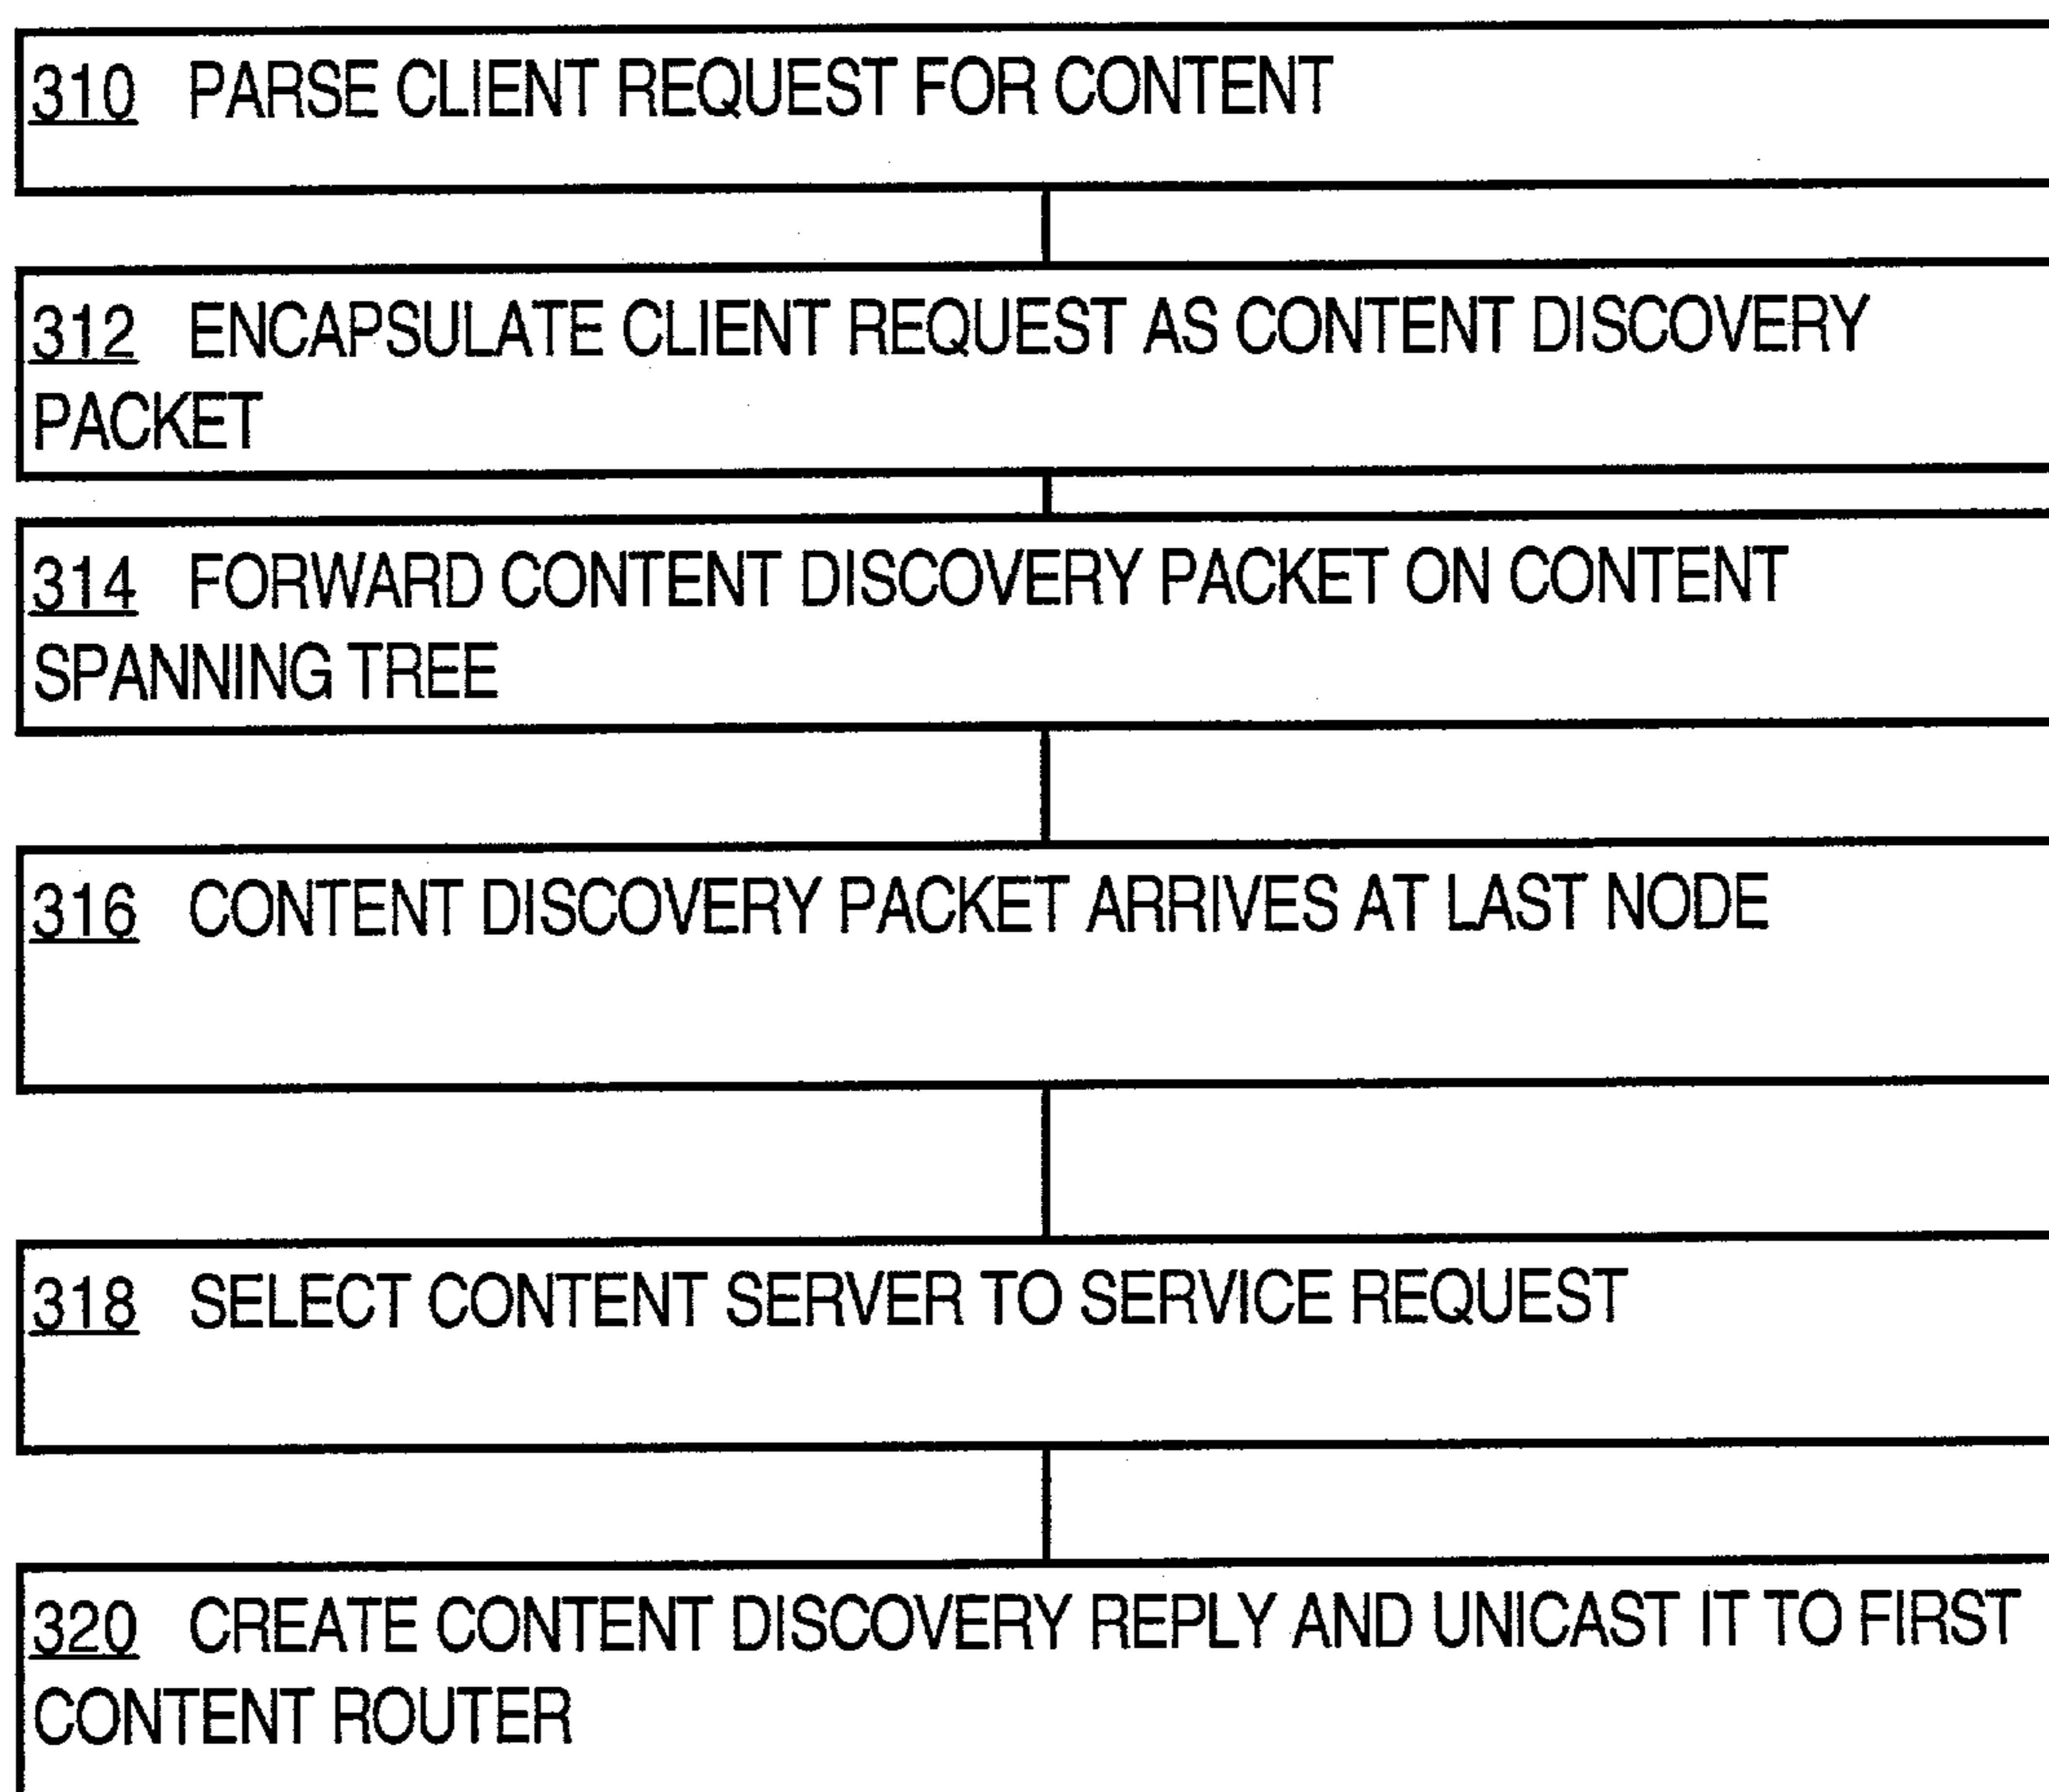 310 PARSE CLIENT REQUEST FOR CONTENT
312 ENCAPSULATE CLIENT REQUEST AS CONTENT DISCOVERY
PACKET
314 FORWARD CONTENT DISCOVERY PACKET ON CONTENT
SPANNING TREE
316 CONTENT DISCOVERY PACKET ARRIVES AT LAST NODE
318 SELECT CONTENT SERVER TO SERVICE REQUEST
320 CREATE CONTENT DISCOVERY REPLY AND UNICAST IT TO FIRST
CONTENT ROUTER